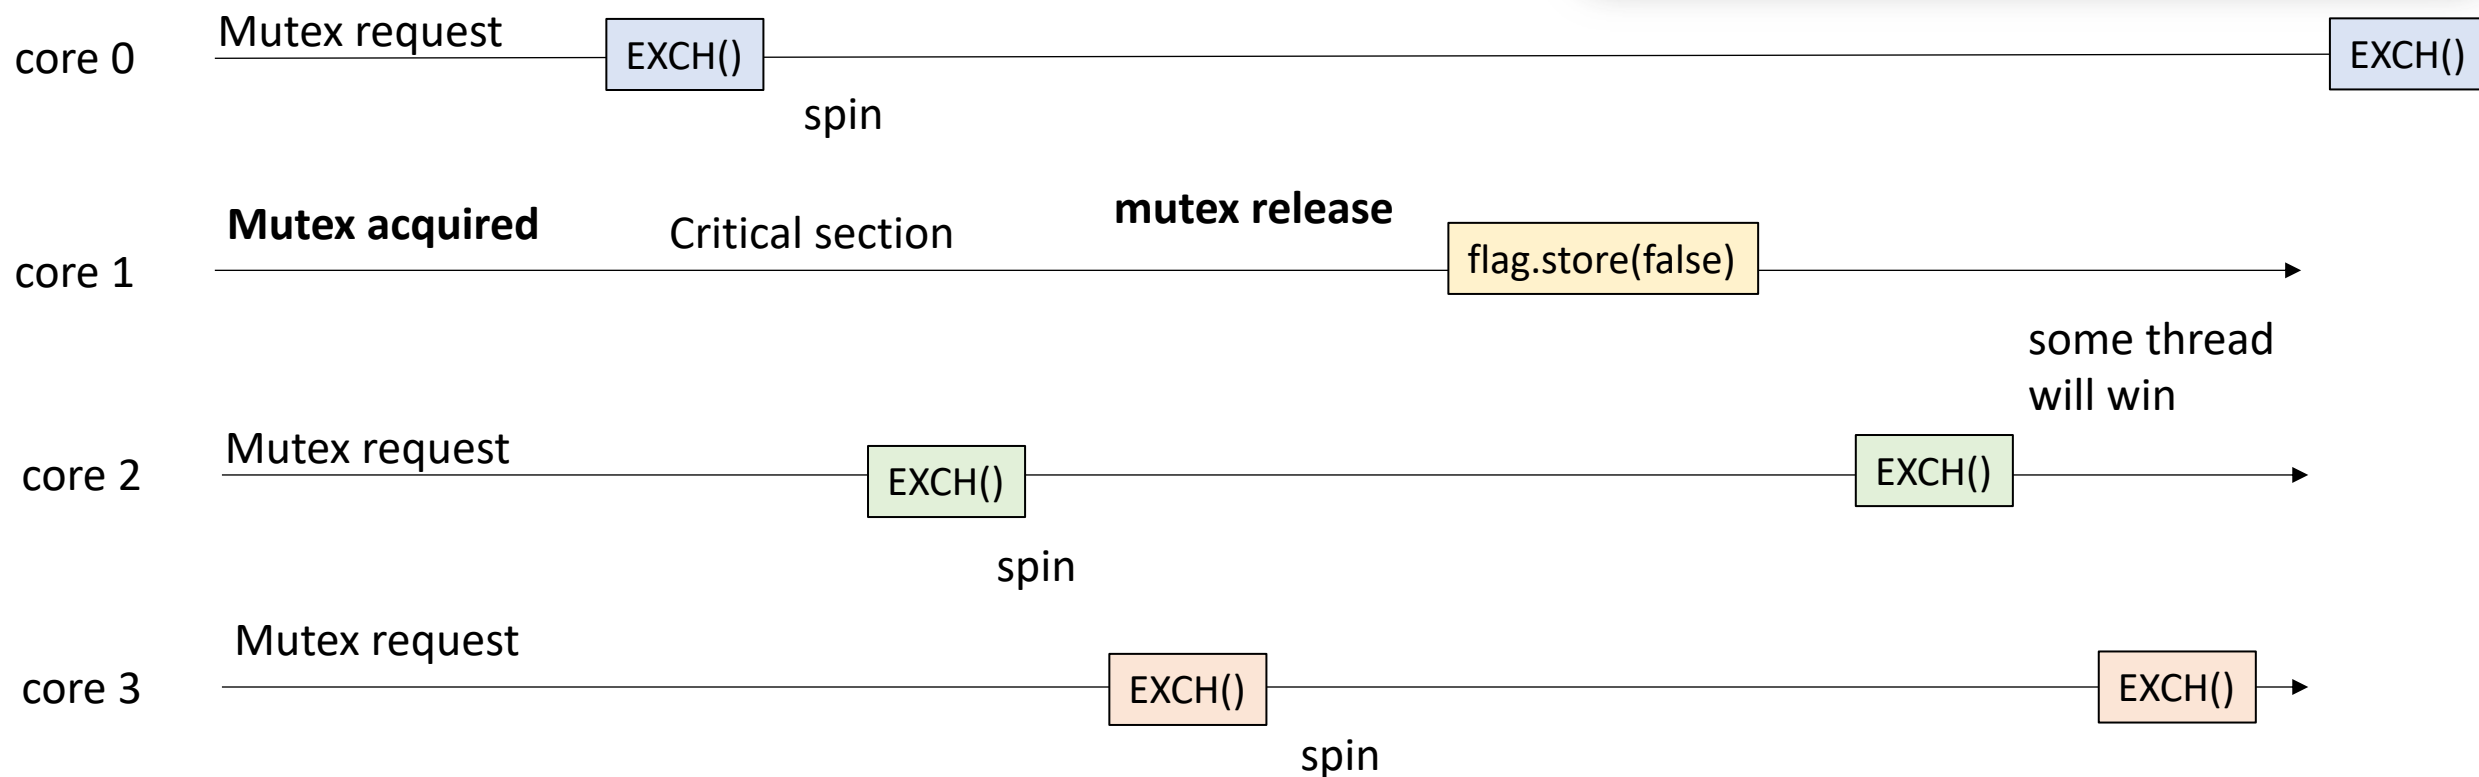 Mutex request
core 0
EXCH()
EXCH()
spin
Mutex acquired
Critical section
mutex release
core 1
flag.store(false)
some thread
will win
Mutex request
core 2
EXCH()
EXCH()
spin
Mutex request
core 3
EXCH()
EXCH()
spin